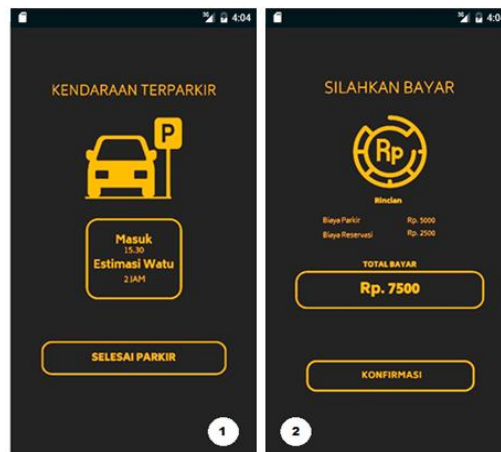 4:04
KENDARAAN TERPARKIR
P
Masuk
15.30
Estimasi Watu
2 JAM
SELESAI PARKIR
1
4:04
SILAHKAN BAYAR
Rp
Rincian
Biaya Parkir Rp. 5000
Biaya Reservasi Rp. 2500
TOTAL BAYAR
Rp. 7500
KONFIRMASI
2